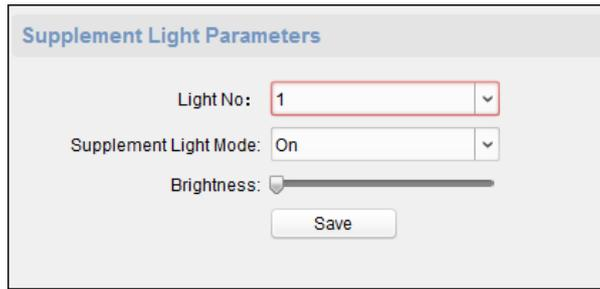 Supplement Light Parameters
Light No： 1
Supplement Light Mode: On
Brightness:
Save